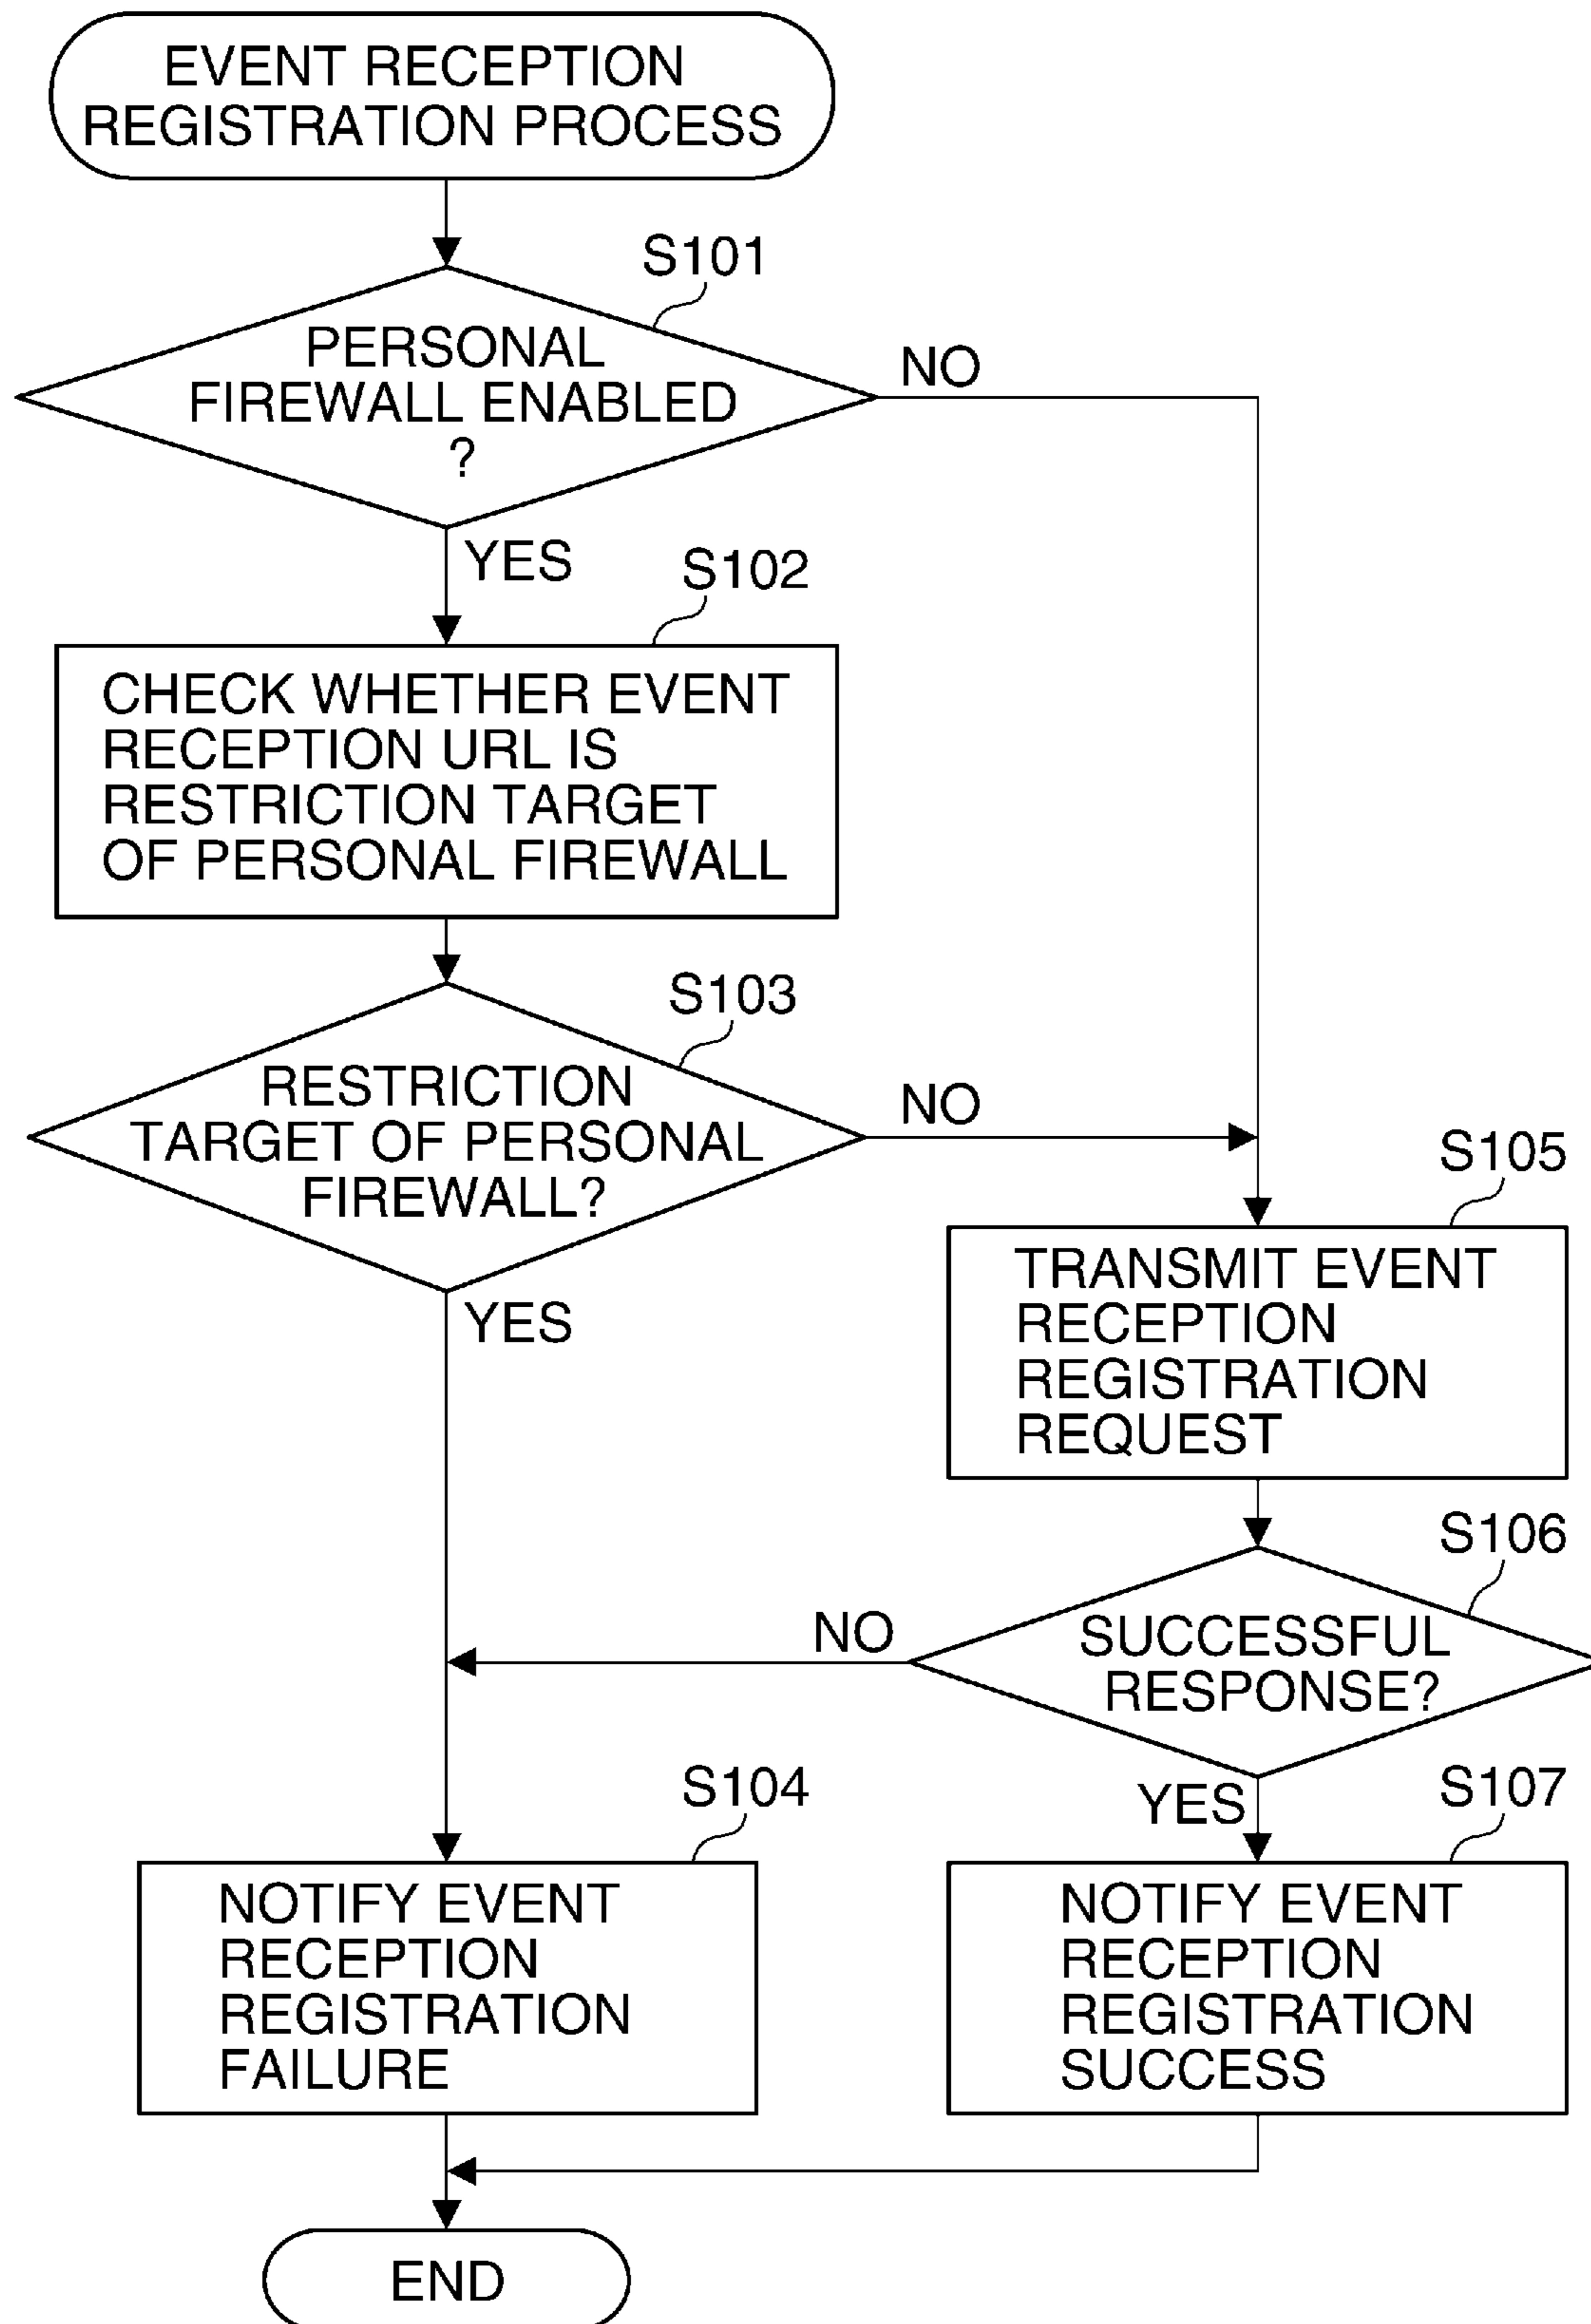 EVENT RECEPTION
REGISTRATION PROCESS
S101
PERSONAL
FIREWALL ENABLED
?
NO
YES
S102
CHECK WHETHER EVENT
RECEPTION URL IS
RESTRICTION TARGET
OF PERSONAL FIREWALL
S103
RESTRICTION
TARGET OF PERSONAL
FIREWALL?
NO
YES
S105
TRANSMIT EVENT
RECEPTION
REGISTRATION
REQUEST
S106
SUCCESSFUL
RESPONSE?
NO
YES
S104
NOTIFY EVENT
RECEPTION
REGISTRATION
FAILURE
S107
NOTIFY EVENT
RECEPTION
REGISTRATION
SUCCESS
END